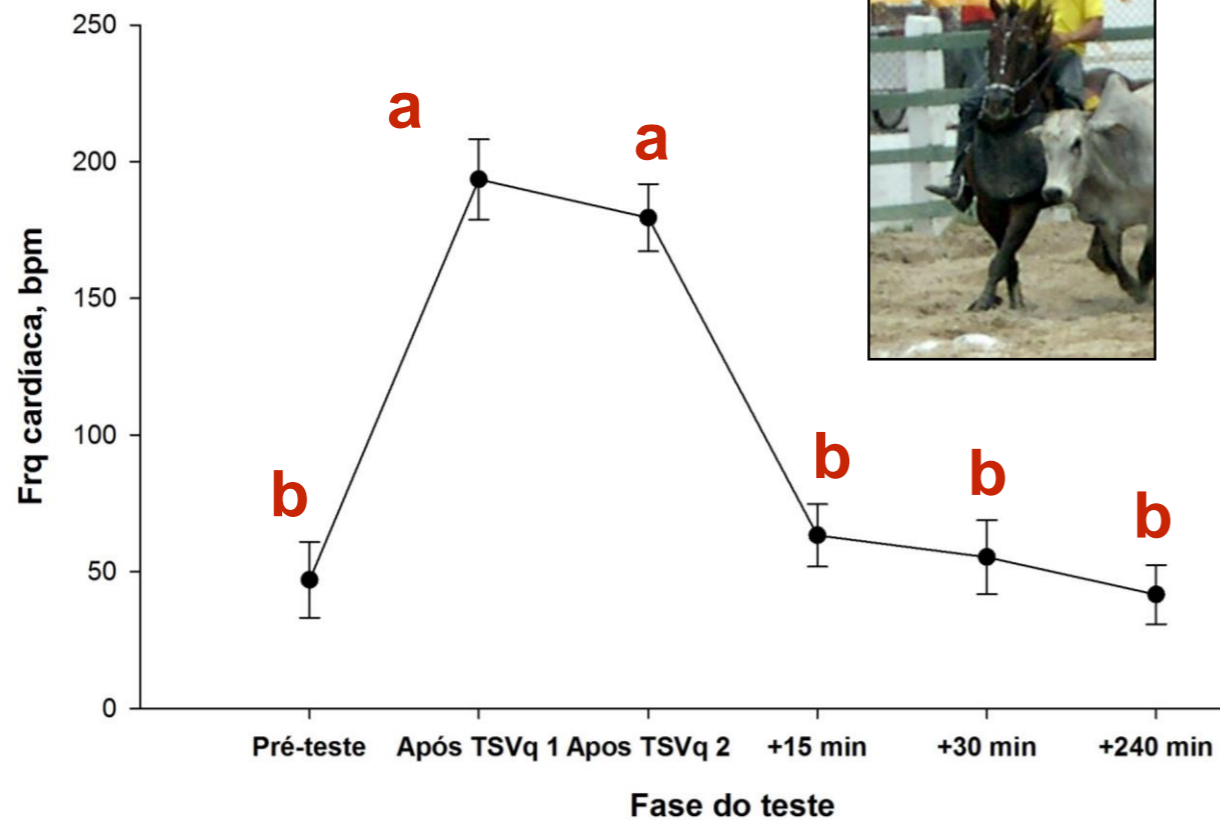 250
a
a
200
150
100
b
b
b
b
50
0
Frq cardíaca, bpm
Pré-teste Após TSVq 1 Apos TSVq 2 +15 min +30 min +240 min
Fase do teste